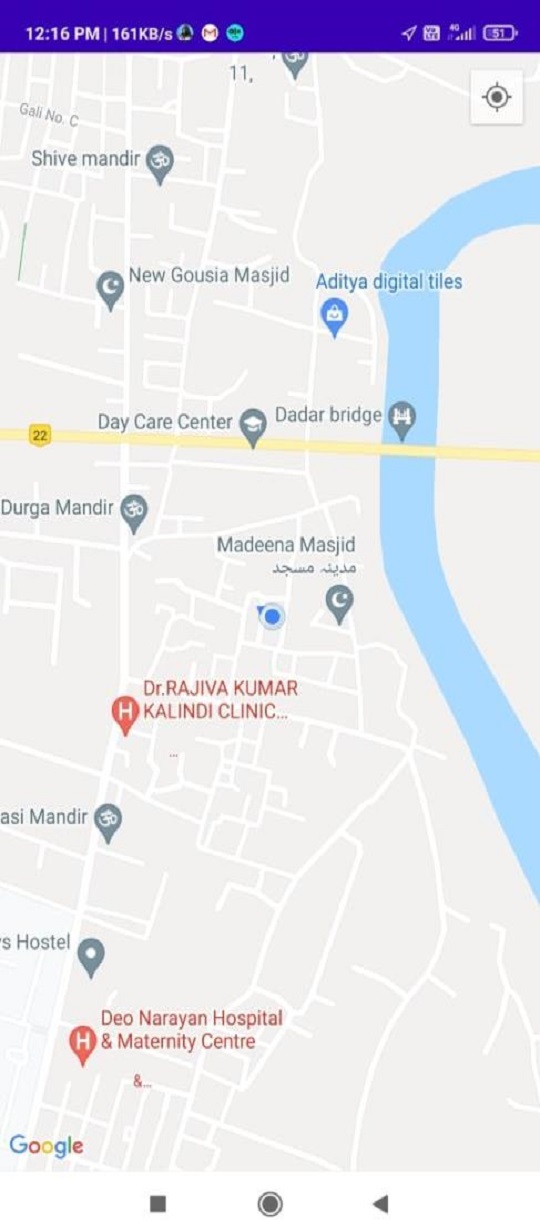 12:16 PM | 161KB/s
4G
51
11,
Gali No. C
Shive mandir
New Gousia Masjid
Aditya digital tiles
Day Care Center
Dadar bridge
22
Durga Mandir
Madeena Masjid
مدینہ مسجد
Dr.RAJIVA KUMAR
KALINDI CLINIC...
...
asi Mandir
s Hostel
Deo Narayan Hospital
& Maternity Centre
&...
Google